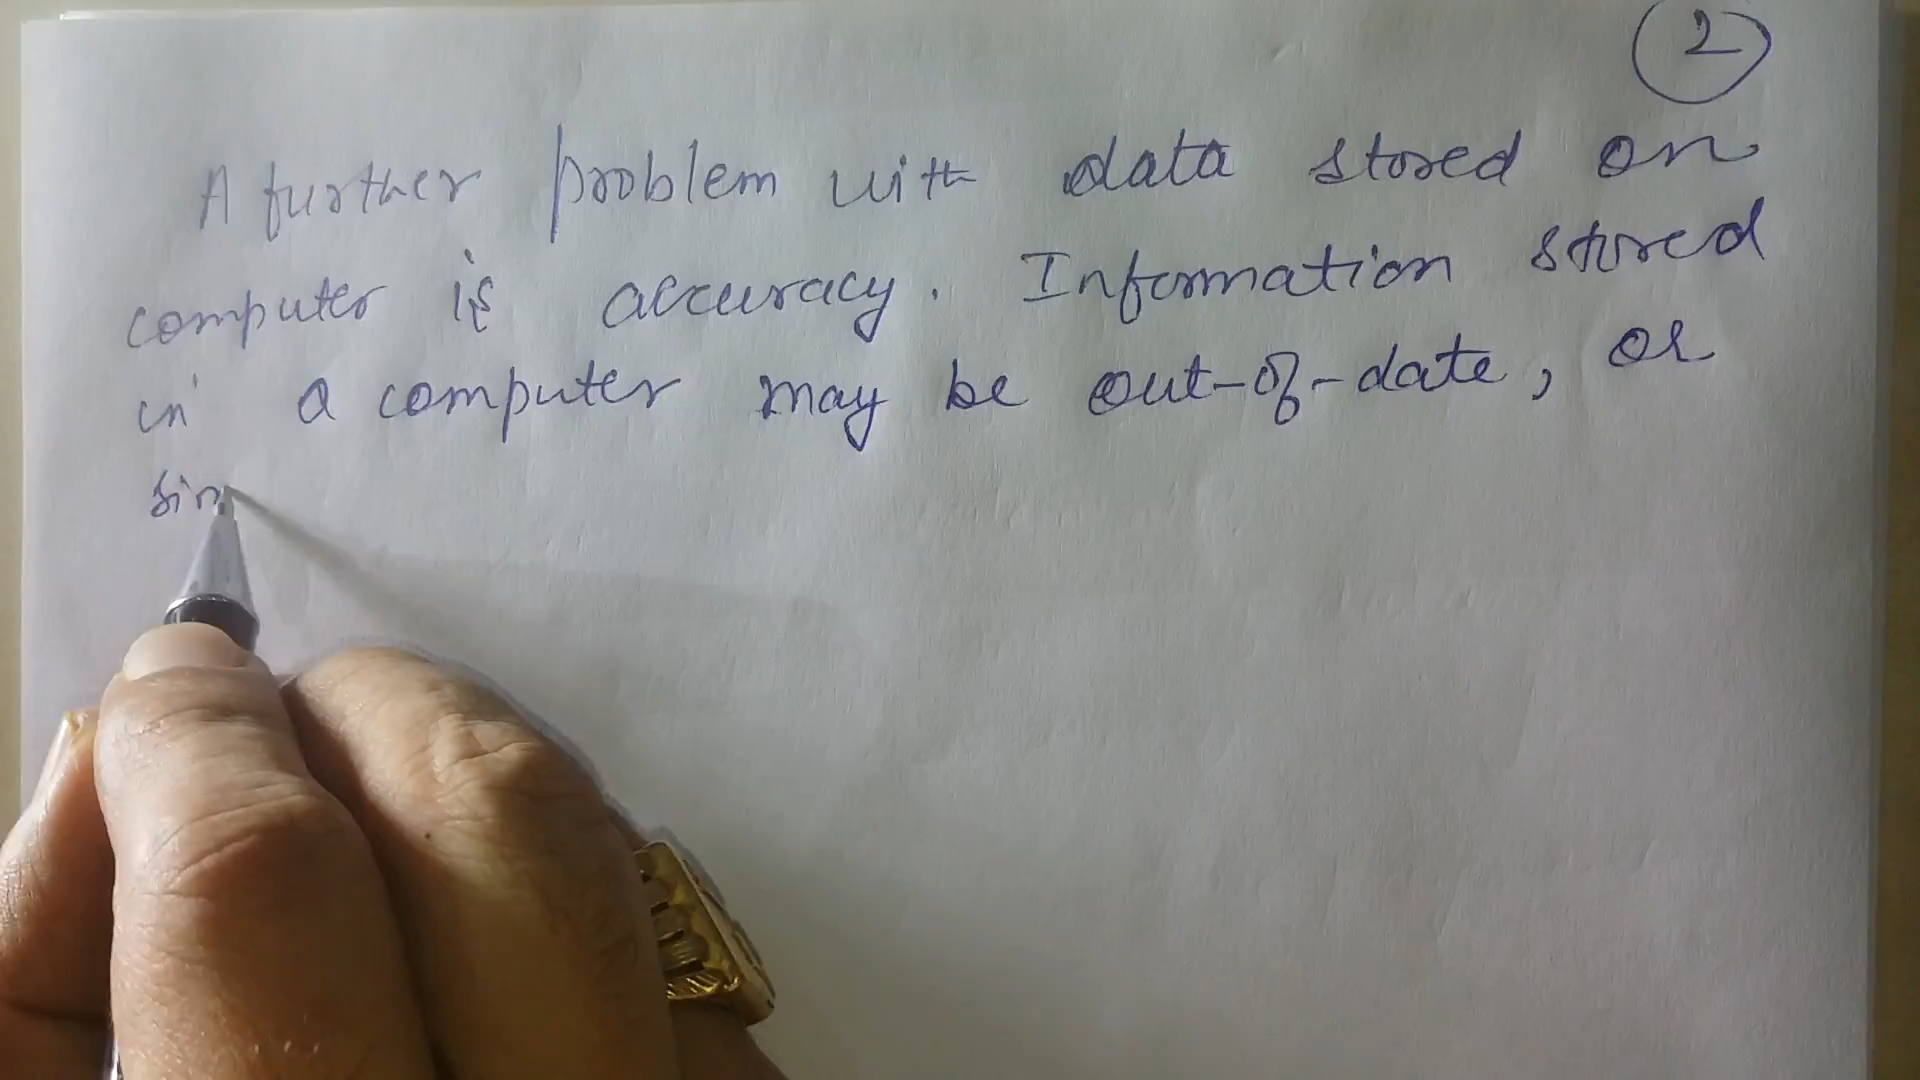 2
A further problem with data stored on
computer is accuracy. Information stored
in a computer may be out-of-date, or
sim